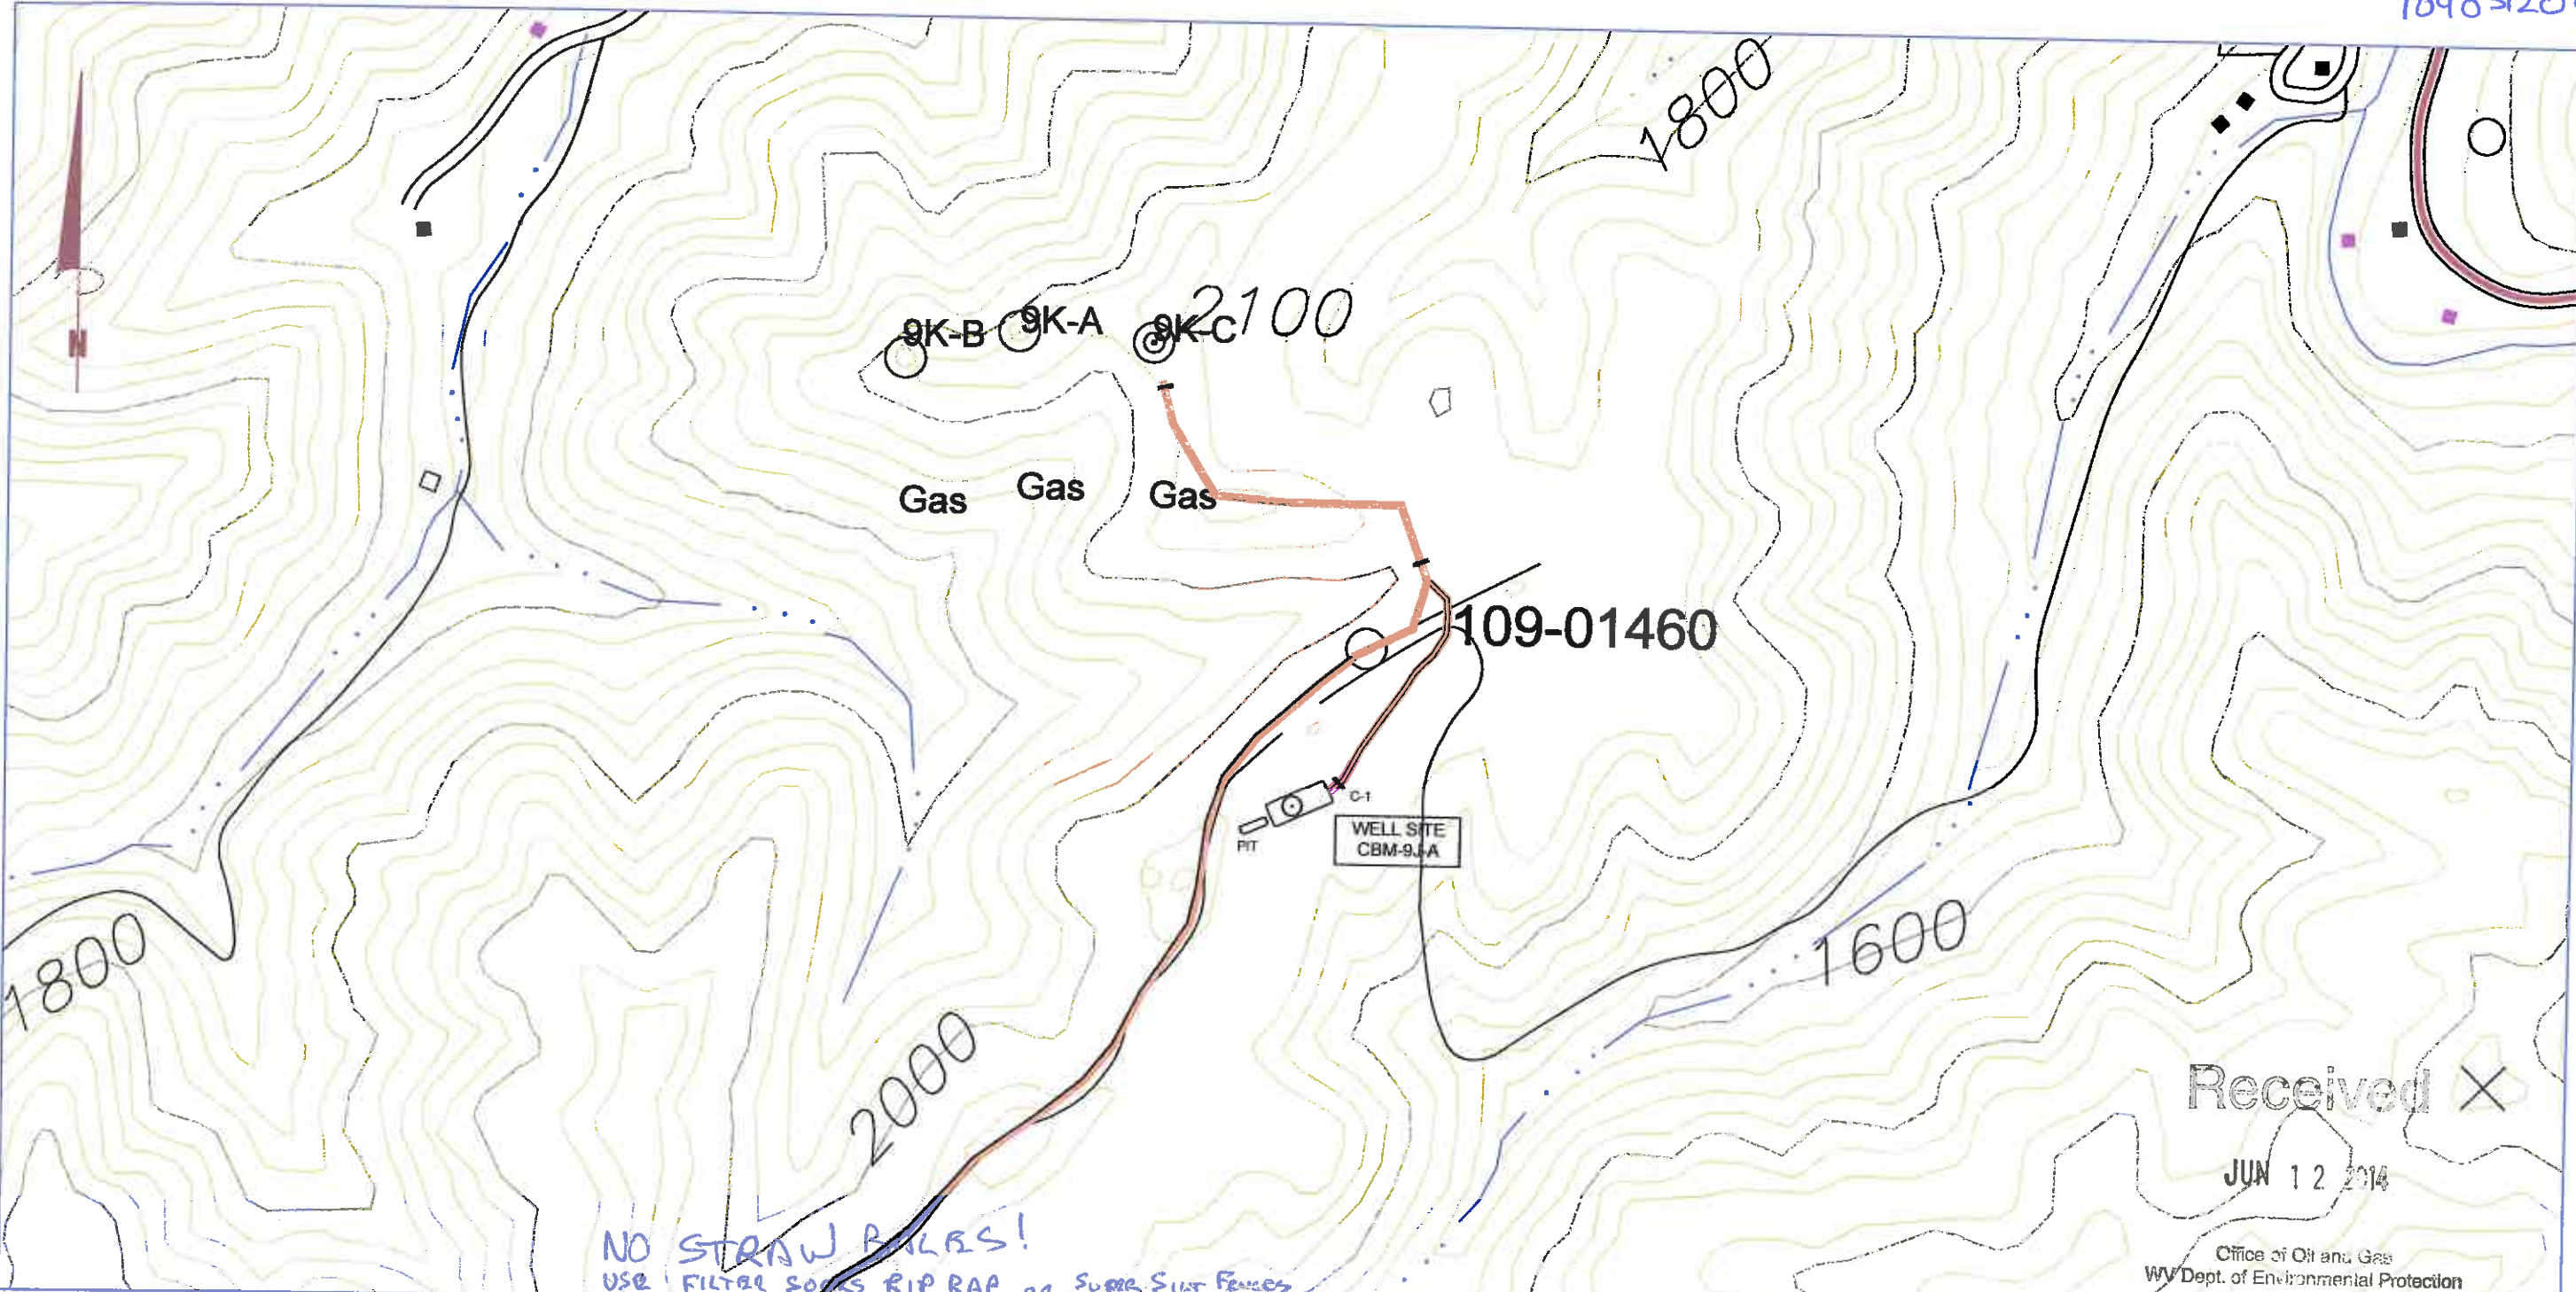 1800
N
2100
9K-B
9K-A
9K-C
Gas
Gas
Gas
109-01460
C-1
PIT
WELL SITE
CBM-9J-A
1800
1600
2000
Received
JUN 12 2014
NO STRAW BALES!
USE FILTER SOCKS RIP RAP or SUPER SILT FENCES
Office of Oil and Gas
WV Dept. of Environmental Protection